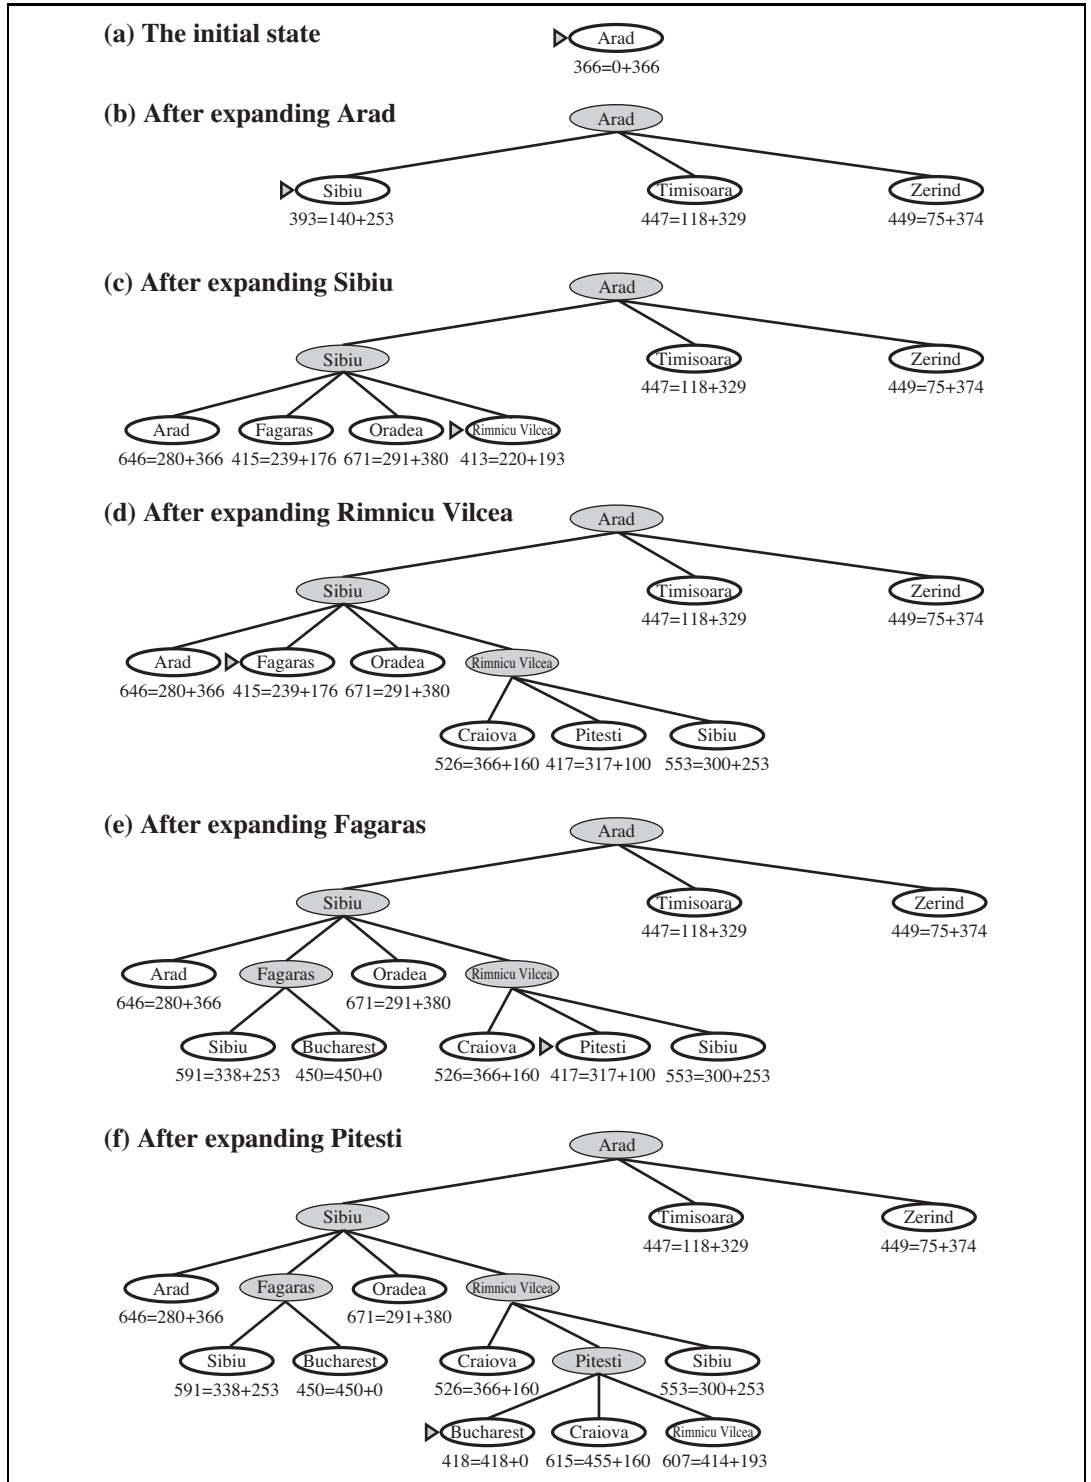 (a) The initial state
Arad
366=0+366
(b) After expanding Arad
Arad
Sibiu Timisoara Zerind
393=140+253 447=118+329 449=75+374
(c) After expanding Sibiu
Arad
Sibiu Timisoara Zerind
447=118+329 449=75+374
Arad Fagaras Oradea Rimnicu Vilcea
646=280+366 415=239+176 671=291+380 413=220+193
(d) After expanding Rimnicu Vilcea
Arad
Sibiu Timisoara Zerind
447=118+329 449=75+374
Arad Fagaras Oradea Rimnicu Vilcea
646=280+366 415=239+176 671=291+380
Craiova Pitesti Sibiu
526=366+160 417=317+100 553=300+253
(e) After expanding Fagaras
Arad
Sibiu Timisoara Zerind
447=118+329 449=75+374
Arad Fagaras Oradea Rimnicu Vilcea
646=280+366 671=291+380
Sibiu Bucharest Craiova Pitesti Sibiu
591=338+253 450=450+0 526=366+160 417=317+100 553=300+253
(f) After expanding Pitesti
Arad
Sibiu Timisoara Zerind
447=118+329 449=75+374
Arad Fagaras Oradea Rimnicu Vilcea
646=280+366 671=291+380
Sibiu Bucharest Craiova Pitesti Sibiu
591=338+253 450=450+0 526=366+160 553=300+253
Bucharest Craiova Rimnicu Vilcea
418=418+0 615=455+160 607=414+193